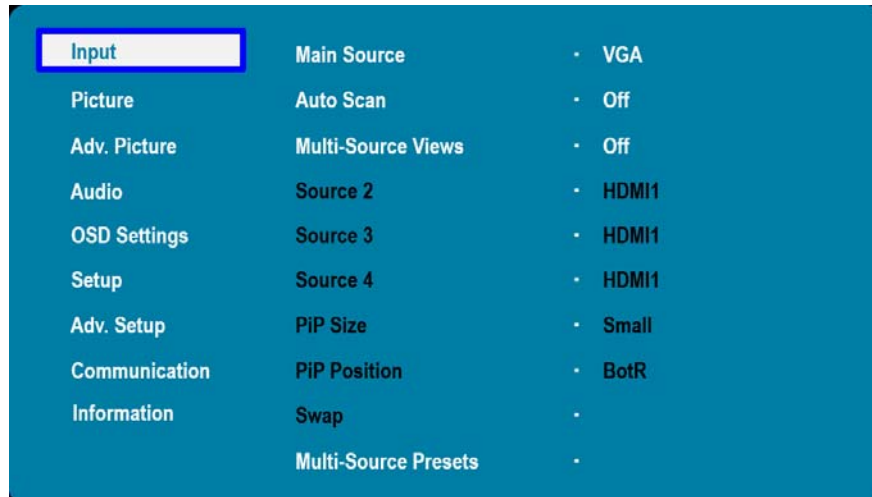 Input Main Source · VGA
Picture Auto Scan · Off
Adv. Picture Multi-Source Views · Off
Audio Source 2 · HDMI1
OSD Settings Source 3 · HDMI1
Setup Source 4 · HDMI1
Adv. Setup PiP Size · Small
Communication PiP Position · BotR
Information Swap ·
Multi-Source Presets ·